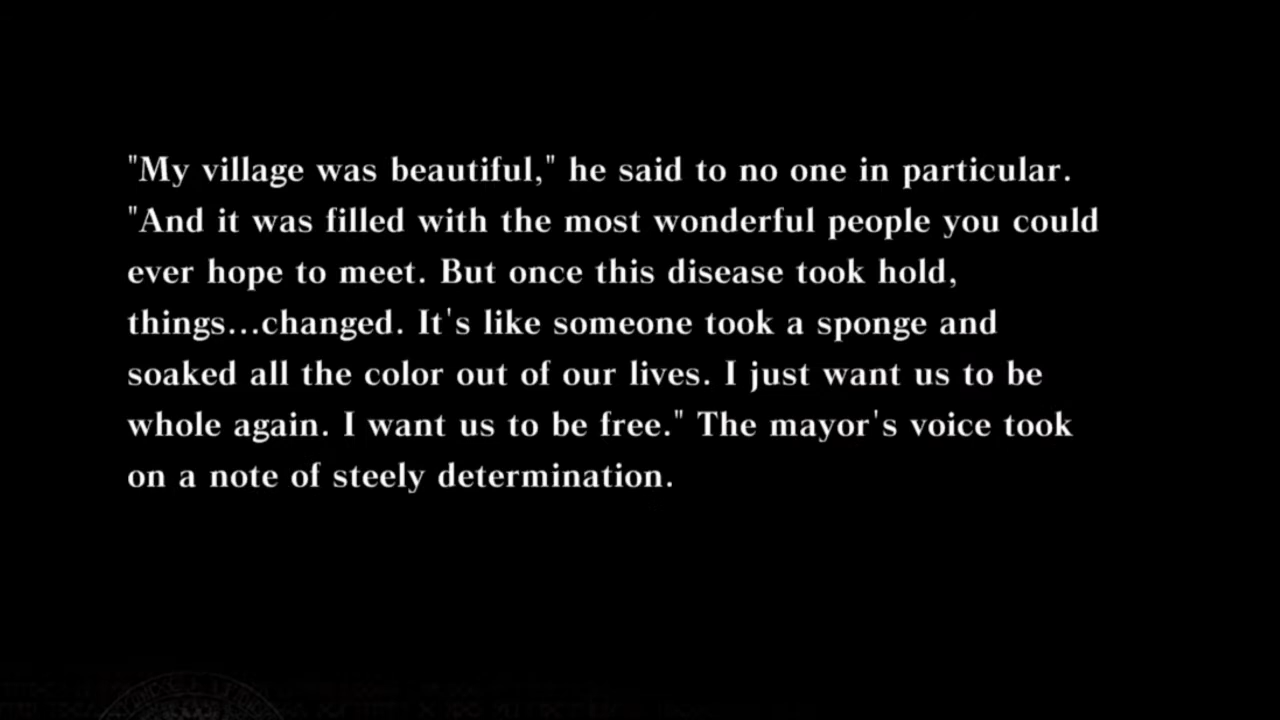 "My village was beautiful," he said to no one in particular.
"And it was filled with the most wonderful people you could
ever hope to meet. But once this disease took hold,
things...changed. It's like someone took a sponge and
soaked all the color out of our lives. I just want us to be
whole again. I want us to be free." The mayor's voice took
on a note of steely determination.